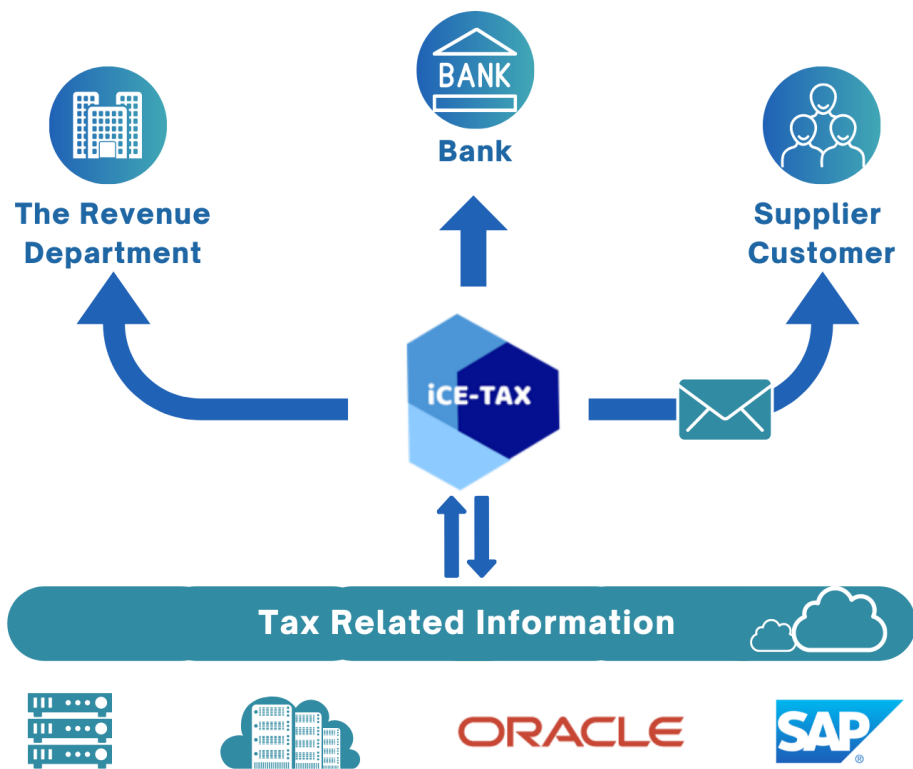 BANK
Bank
The Revenue
Department
Supplier
Customer
iCE-TAX
Tax Related Information
ORACLE
SAP
®